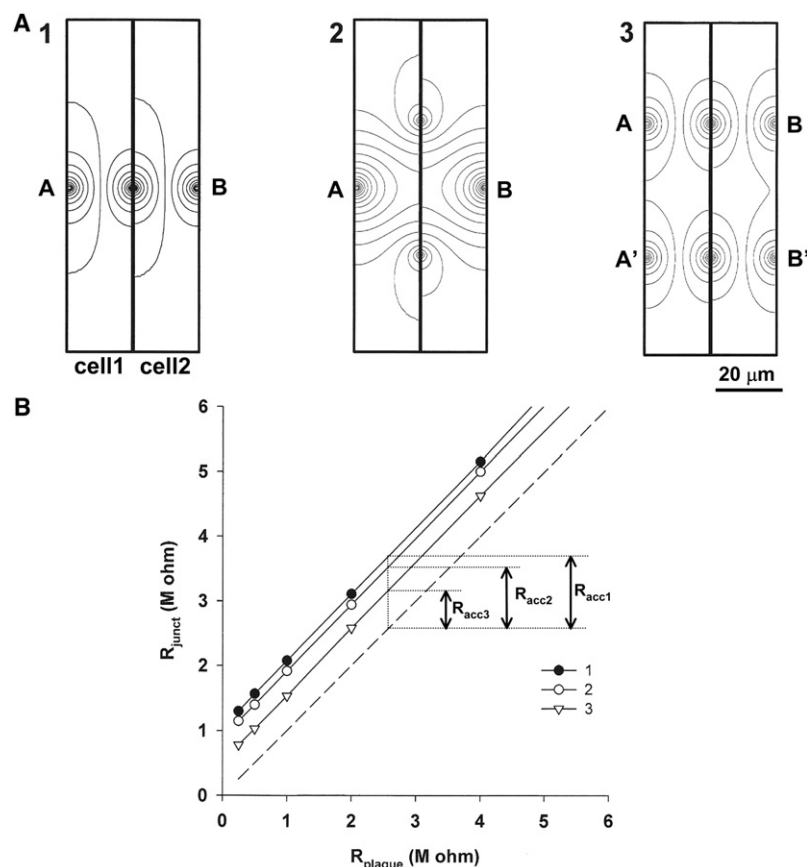 A
1
2
3
A
B
A
B
A'
B'
cell1
cell2
20 μm
B
6
5
4
3
2
1
0
R_junct (M ohm)
R_acc3
R_acc2
R_acc1
1
2
3
0
1
2
3
4
5
6
R_plaque (M ohm)